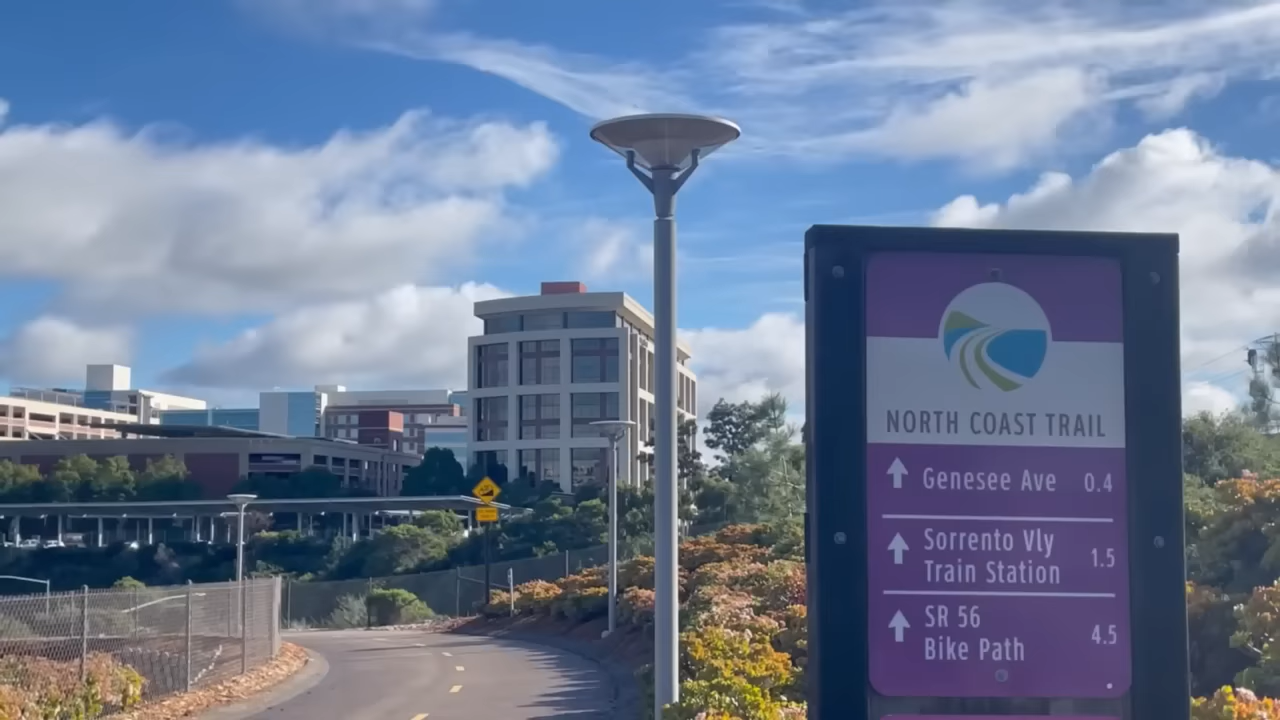 NORTH COAST TRAIL
Genesee Ave 0.4
Sorrento Vly
Train Station 1.5
SR 56
Bike Path 4.5